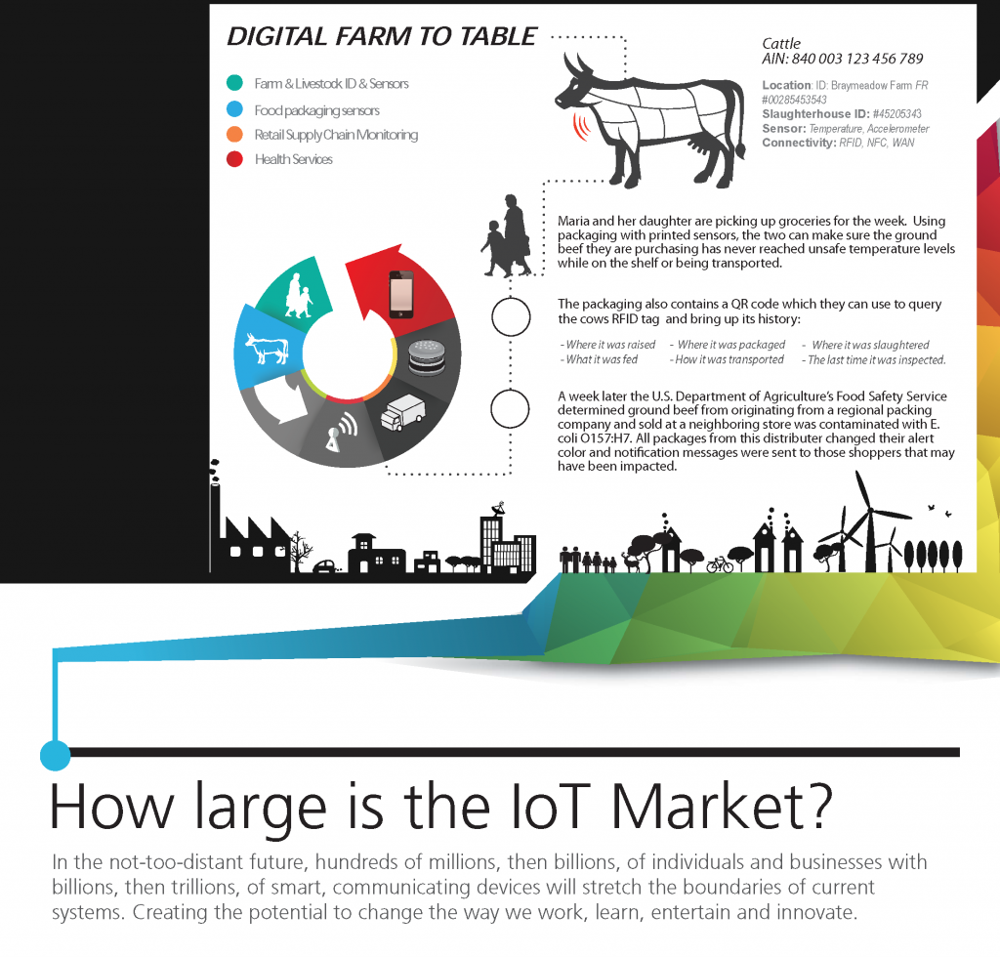 DIGITAL FARM TO TABLE
Farm & Livestock ID & Sensors
Food packaging sensors
Retail Supply Chain Monitoring
Health Services
Cattle
AIN: 840 003 123 456 789
Location: ID: Braymeadow Farm FR
#00285453543
Slaughterhouse ID: #45205343
Sensor: Temperature, Accelerometer
Connectivity: RFID, NFC, WAN
Maria and her daughter are picking up groceries for the week. Using
packaging with printed sensors, the two can make sure the ground
beef they are purchasing has never reached unsafe temperature levels
while on the shelf or being transported.
The packaging also contains a QR code which they can use to query
the cows RFID tag and bring up its history:
- Where it was raised - Where it was packaged - Where it was slaughtered
- What it was fed - How it was transported - The last time it was inspected.
A week later the U.S. Department of Agriculture's Food Safety Service
determined ground beef from originating from a regional packing
company and sold at a neighboring store was contaminated with E.
coli O157:H7. All packages from this distributer changed their alert
color and notification messages were sent to those shoppers that may
have been impacted.
How large is the IoT Market?
In the not-too-distant future, hundreds of millions, then billions, of individuals and businesses with
billions, then trillions, of smart, communicating devices will stretch the boundaries of current
systems. Creating the potential to change the way we work, learn, entertain and innovate.